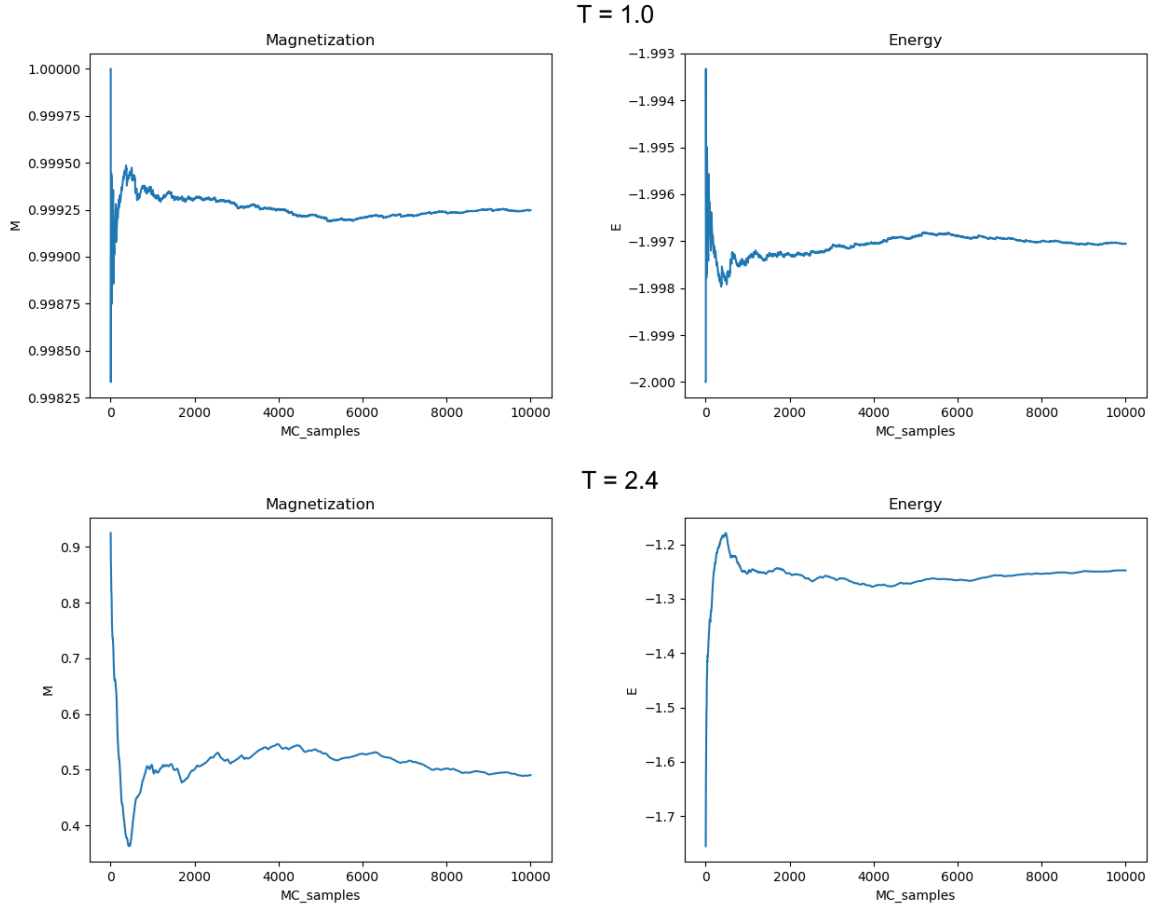 T = 1.0
Magnetization
1.00000
0.99975
0.99950
0.99925
0.99900
0.99875
0.99850
0.99825
M
0 2000 4000 6000 8000 10000
MC_samples
Energy
−1.993
−1.994
−1.995
−1.996
−1.997
−1.998
−1.999
−2.000
E
0 2000 4000 6000 8000 10000
MC_samples
T = 2.4
Magnetization
0.9
0.8
0.7
0.6
0.5
0.4
M
0 2000 4000 6000 8000 10000
MC_samples
Energy
−1.2
−1.3
−1.4
−1.5
−1.6
−1.7
E
0 2000 4000 6000 8000 10000
MC_samples